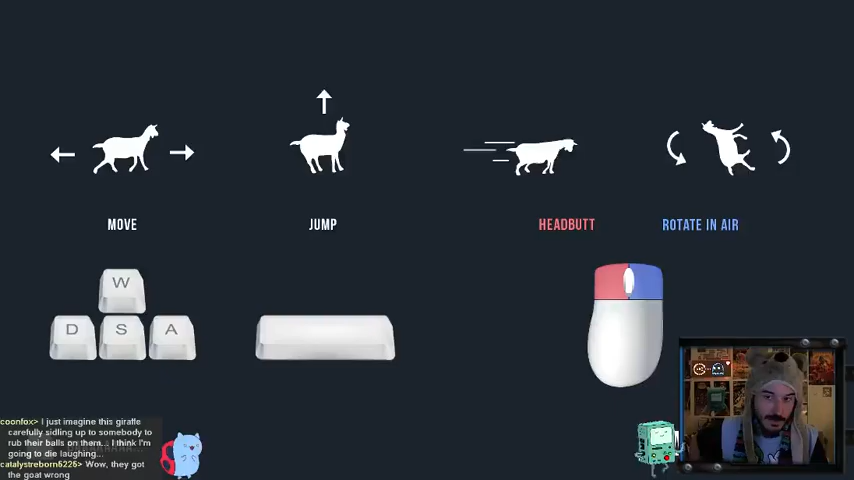 MOVE
JUMP
HEADBUTT
ROTATE IN AIR
W
D S A
coonfox> I just imagine this giraffe
carefully sidling up to somebody to
rub their balls on them... I think I'm
going to die laughing...
catalystreborn5225> Wow, they got
the goat wrong